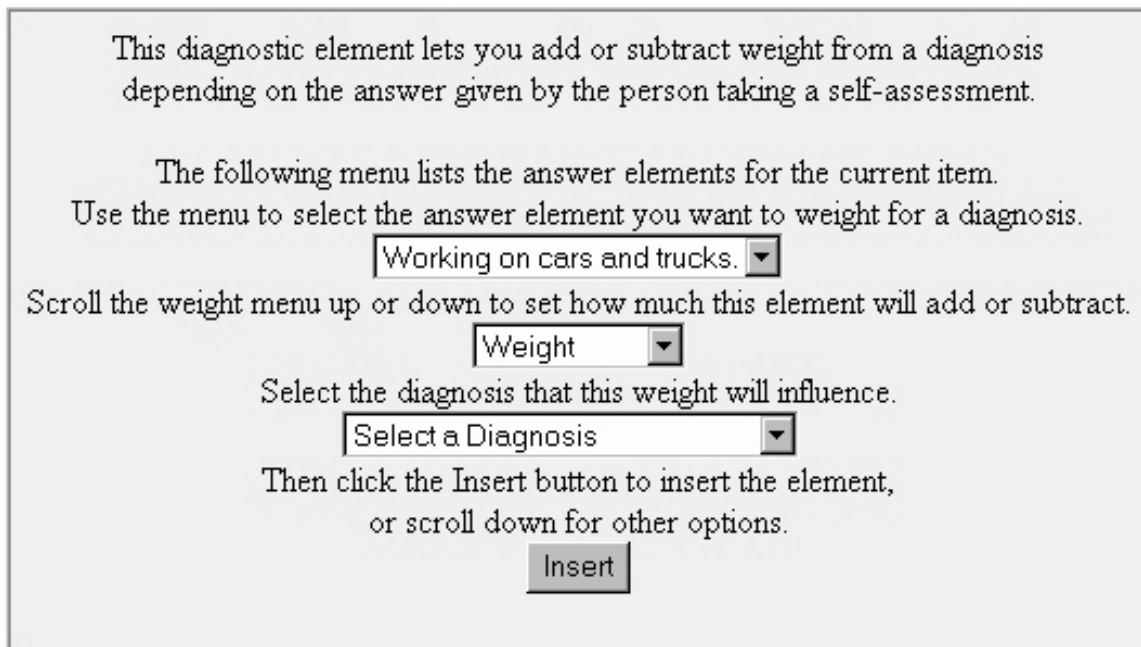 This diagnostic element lets you add or subtract weight from a diagnosis
depending on the answer given by the person taking a self-assessment.
The following menu lists the answer elements for the current item.
Use the menu to select the answer element you want to weight for a diagnosis.
Working on cars and trucks.
Scroll the weight menu up or down to set how much this element will add or subtract.
Weight
Select the diagnosis that this weight will influence.
Select a Diagnosis
Then click the Insert button to insert the element,
or scroll down for other options.
Insert